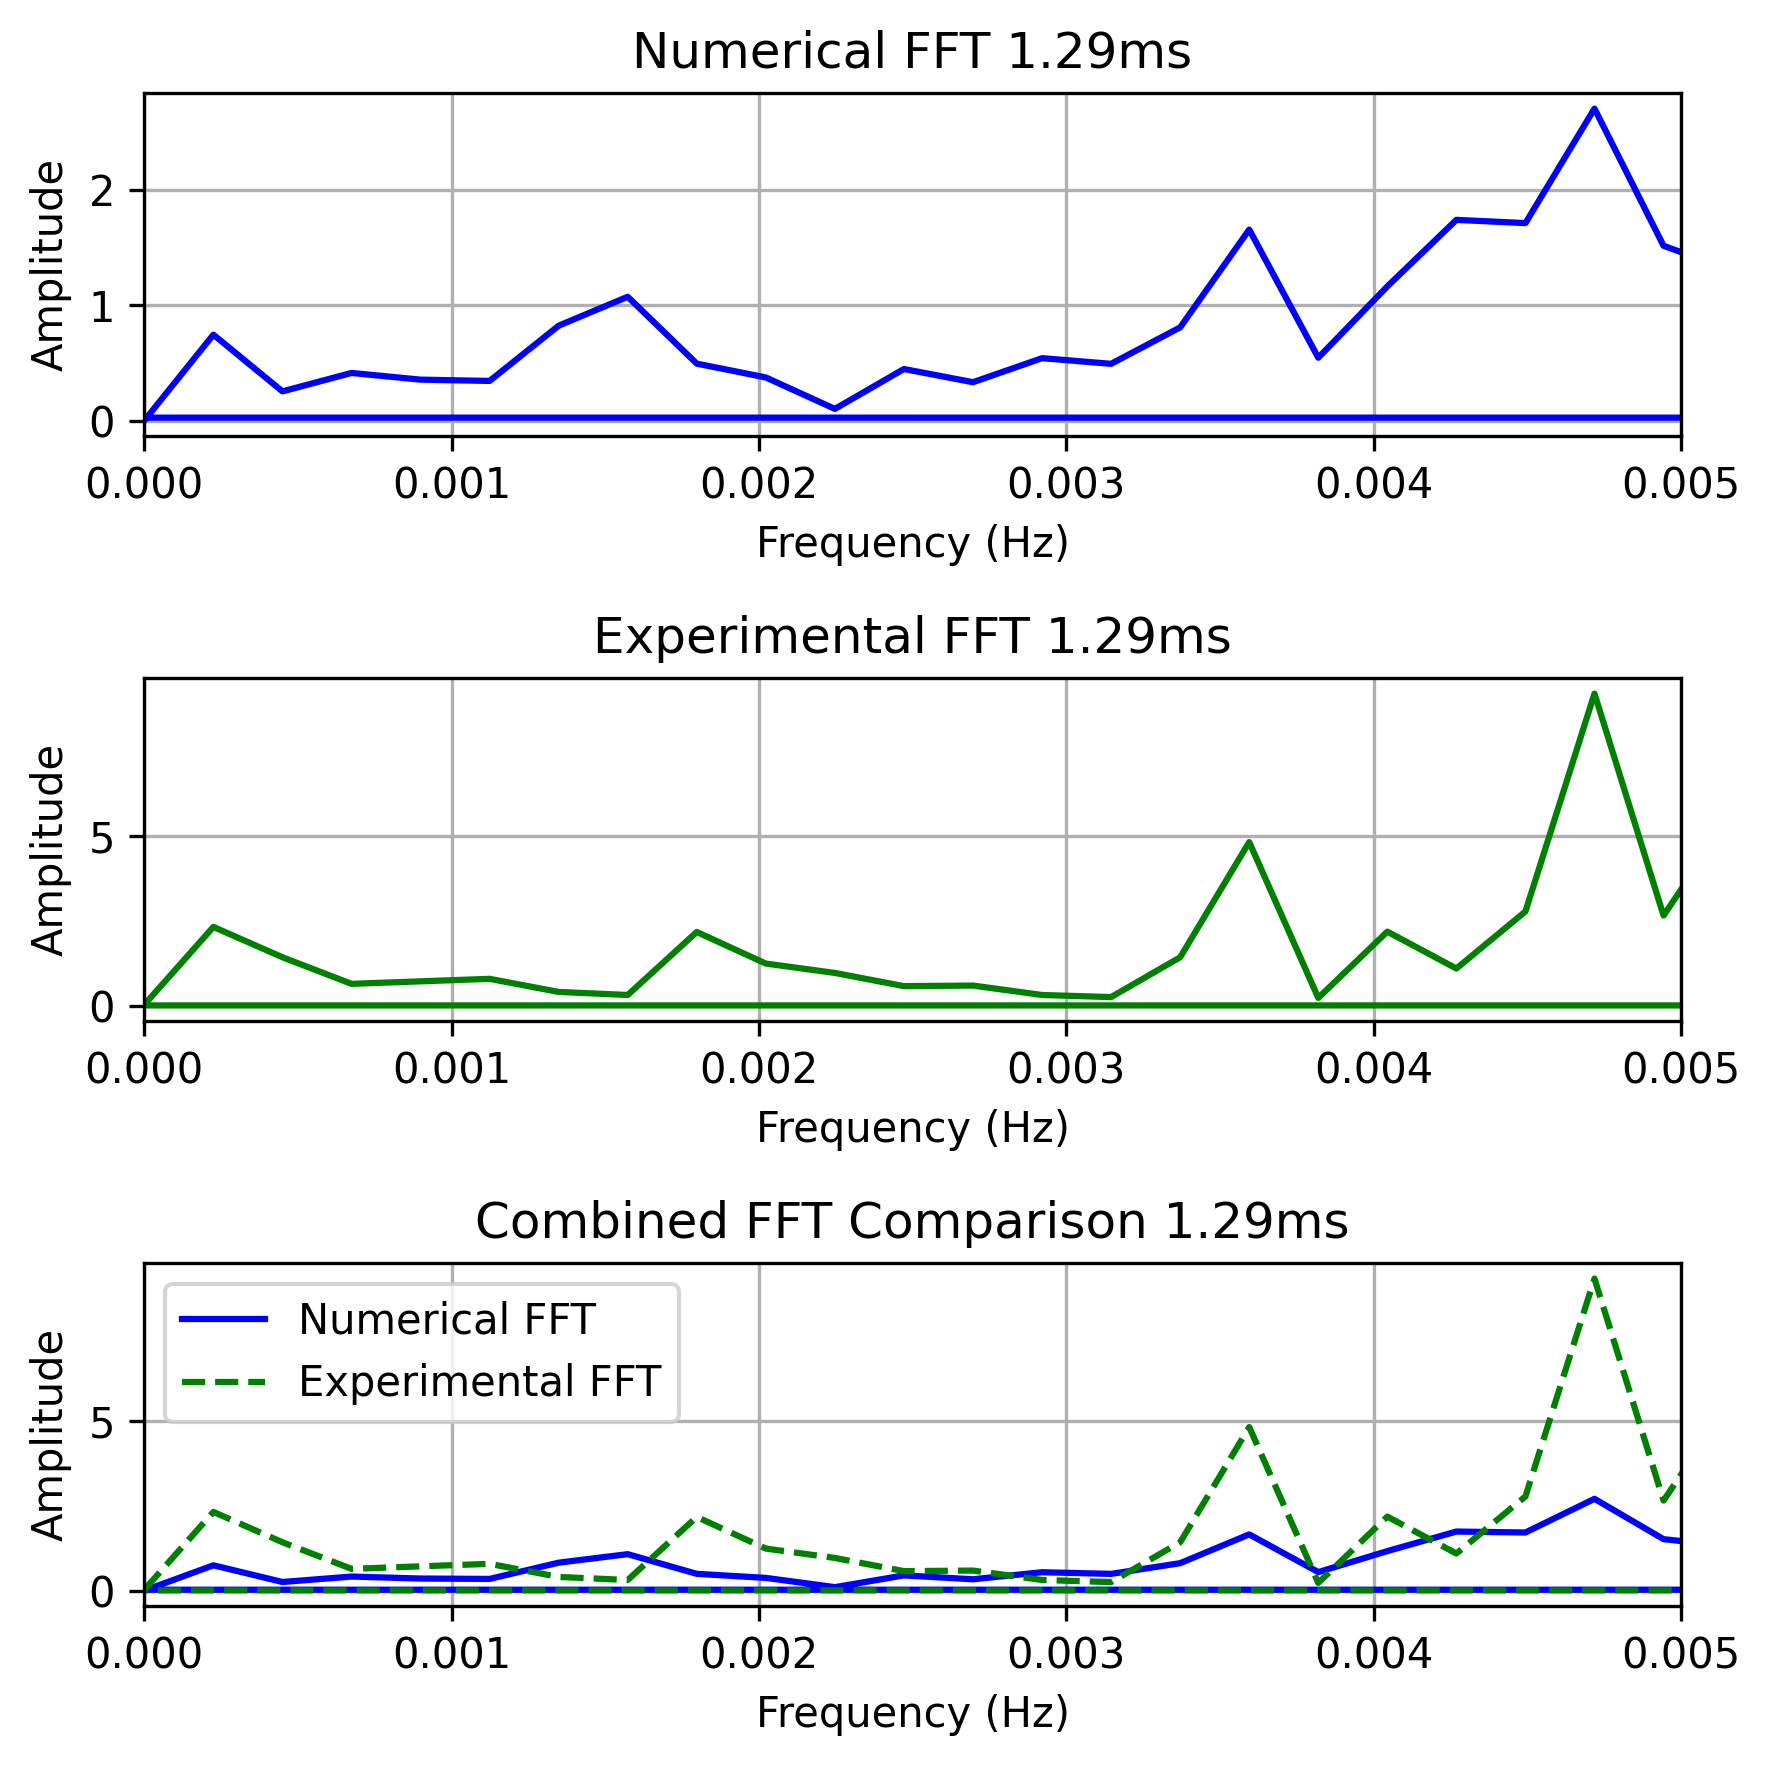 Numerical FFT 1.29ms
Amplitude
2
1
0
0.000 0.001 0.002 0.003 0.004 0.005
Frequency (Hz)
Experimental FFT 1.29ms
Amplitude
5
0
0.000 0.001 0.002 0.003 0.004 0.005
Frequency (Hz)
Combined FFT Comparison 1.29ms
Numerical FFT
Experimental FFT
Amplitude
5
0
0.000 0.001 0.002 0.003 0.004 0.005
Frequency (Hz)